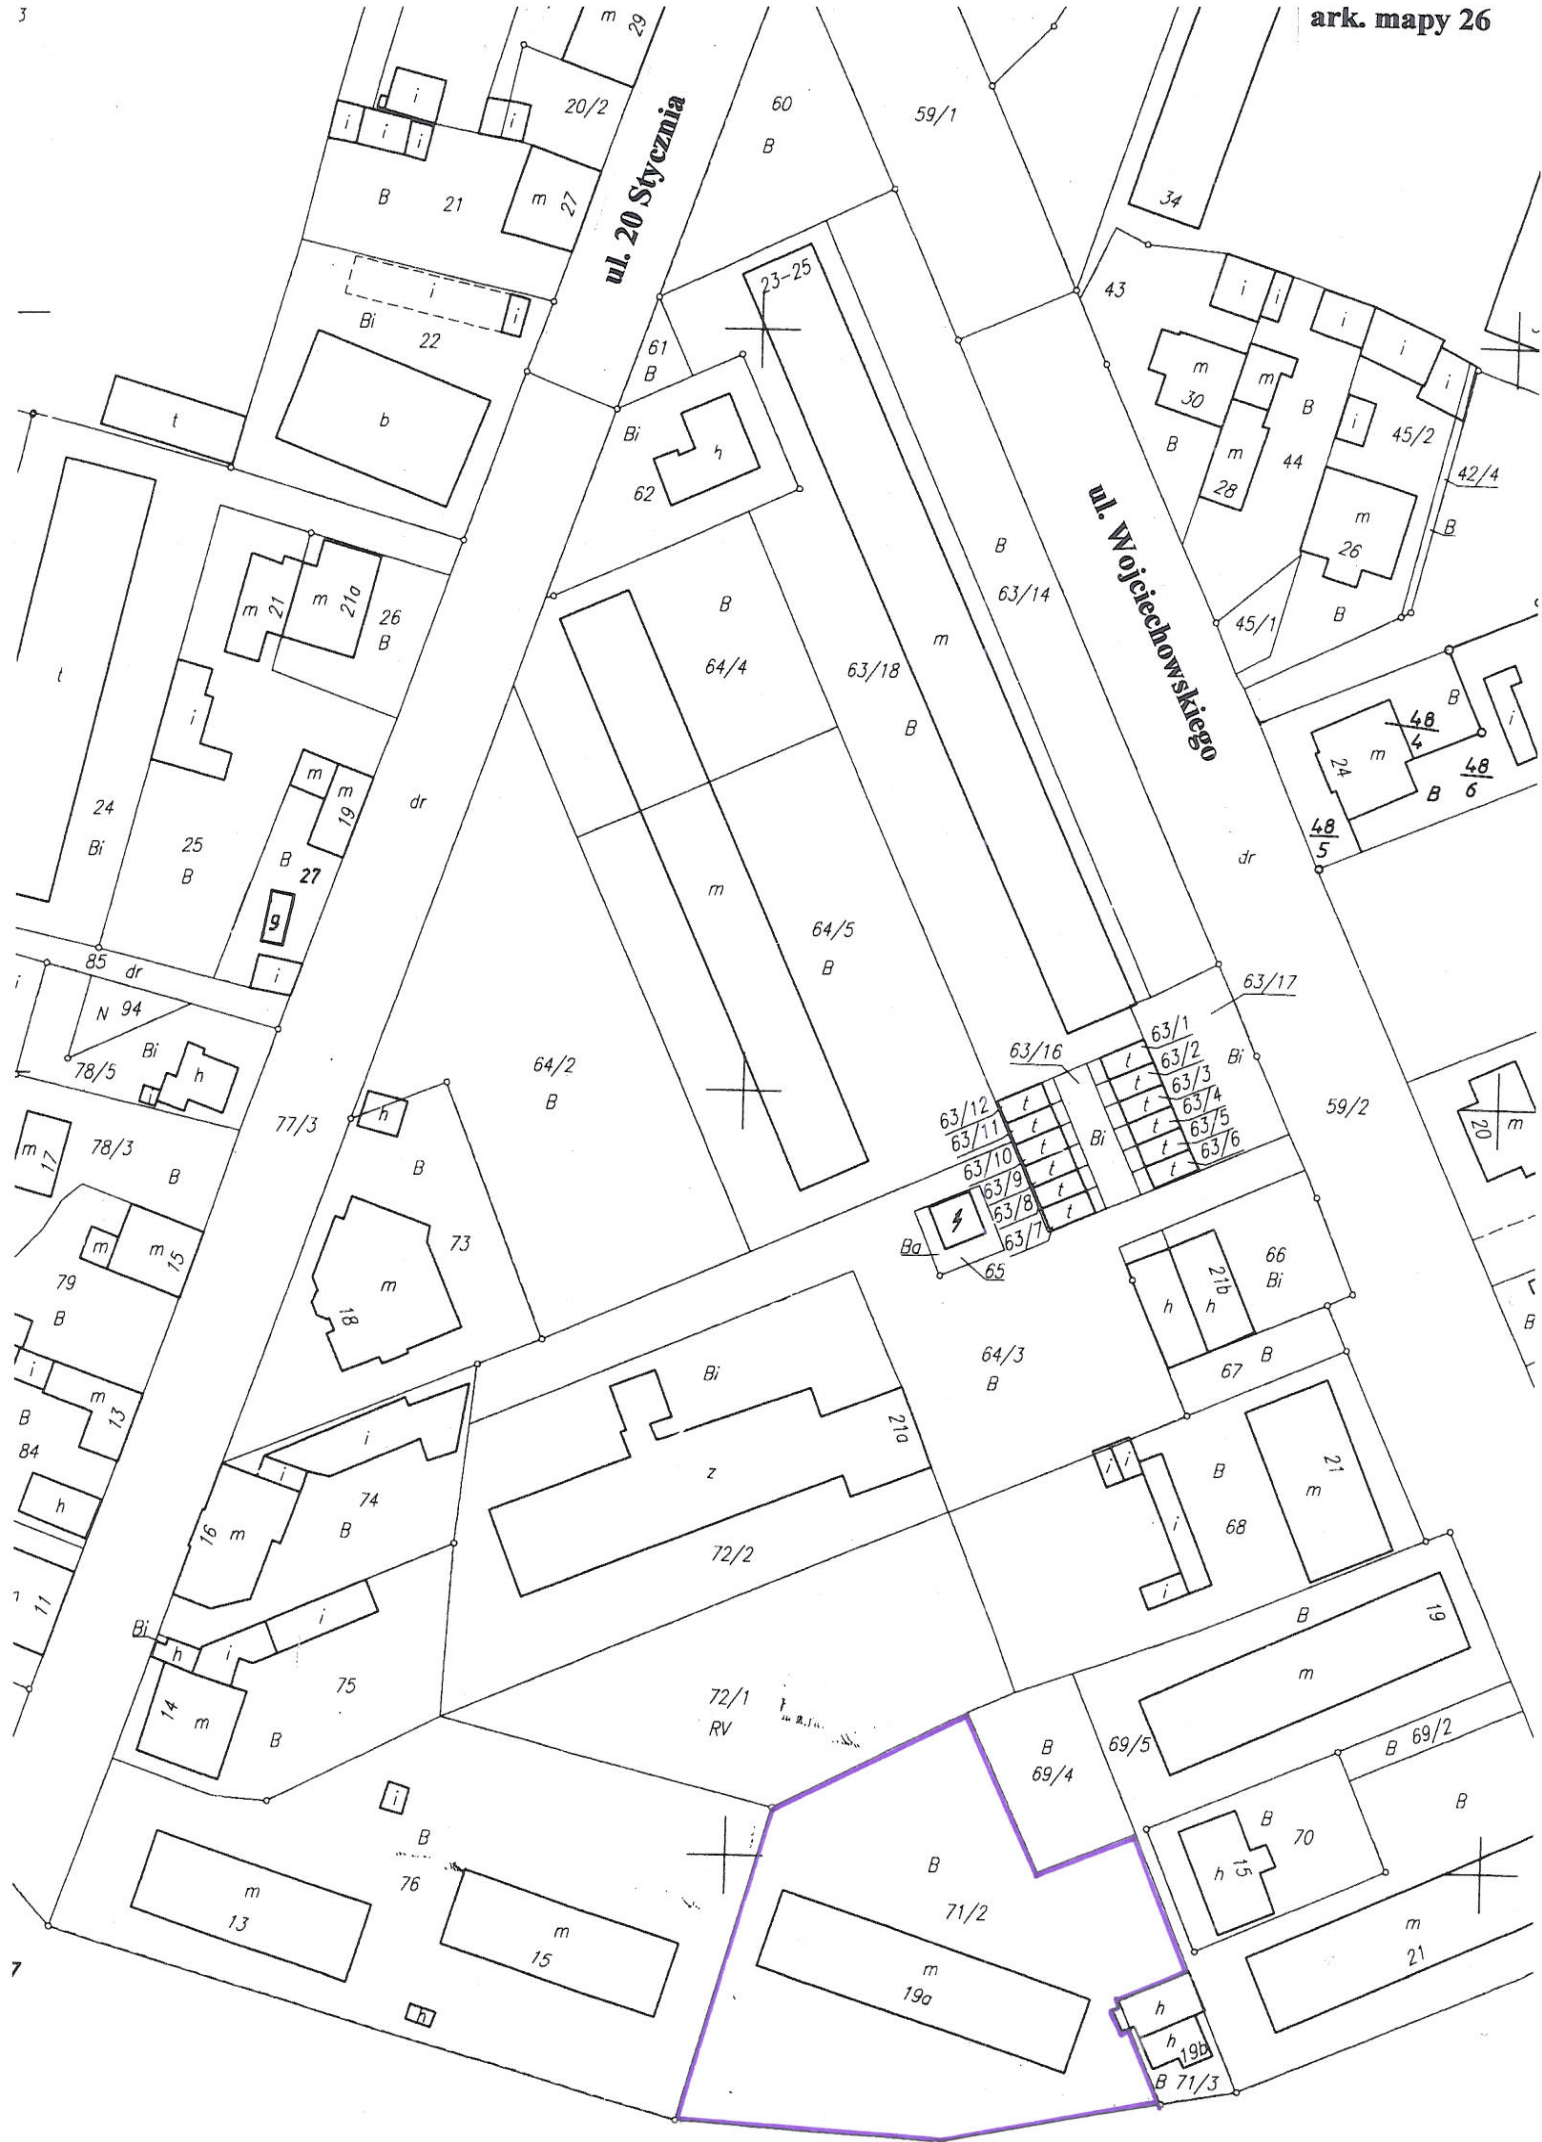 3
ark. mapy 26
m
29
i
20/2
60
59/1
i
i
i
i
B
ul. 20 Stycznia
B
21
m
27
34
23-25
43
i
i
i
Bi
22
61
B
i
i
i
i
m
30
m
B
i
45/2
b
t
Bi
h
62
B
m
28
44
42/4
B
m
26
ul. Wojciechowskiego
B
63/14
m
21
m
21a
26
B
B
64/4
m
63/18
B
45/1
B
t
i
B
48
4
i
24
m
48
6
B
m
m
19
dr
24
Bi
25
B
B
27
48
5
dr
m
g
64/5
B
85
dr
i
i
63/17
N
94
Bi
78/5
h
i
64/2
B
63/16
63/1
63/2
63/3
63/4
63/5
63/6
t
t
t
t
t
t
Bi
59/2
77/3
h
63/12
63/11
63/10
63/9
63/8
63/7
t
t
t
t
t
Bi
m
17
78/3
B
B
20
m
m
m
15
73
Ba
65
66
Bi
21b
h
h
79
B
m
18
B
i
m
13
64/3
B
67
B
Bi
B
84
h
i
i
21a
z
i
i
B
21
m
74
B
16
m
68
i
72/2
i
11
Bi
h
i
i
B
19
m
75
14
m
B
72/1
RV
B
69/4
69/5
B
69/2
i
B
76
B
B
70
h
15
B
m
13
m
15
71/2
m
19a
m
21
7
h
h
h
19b
B
71/3